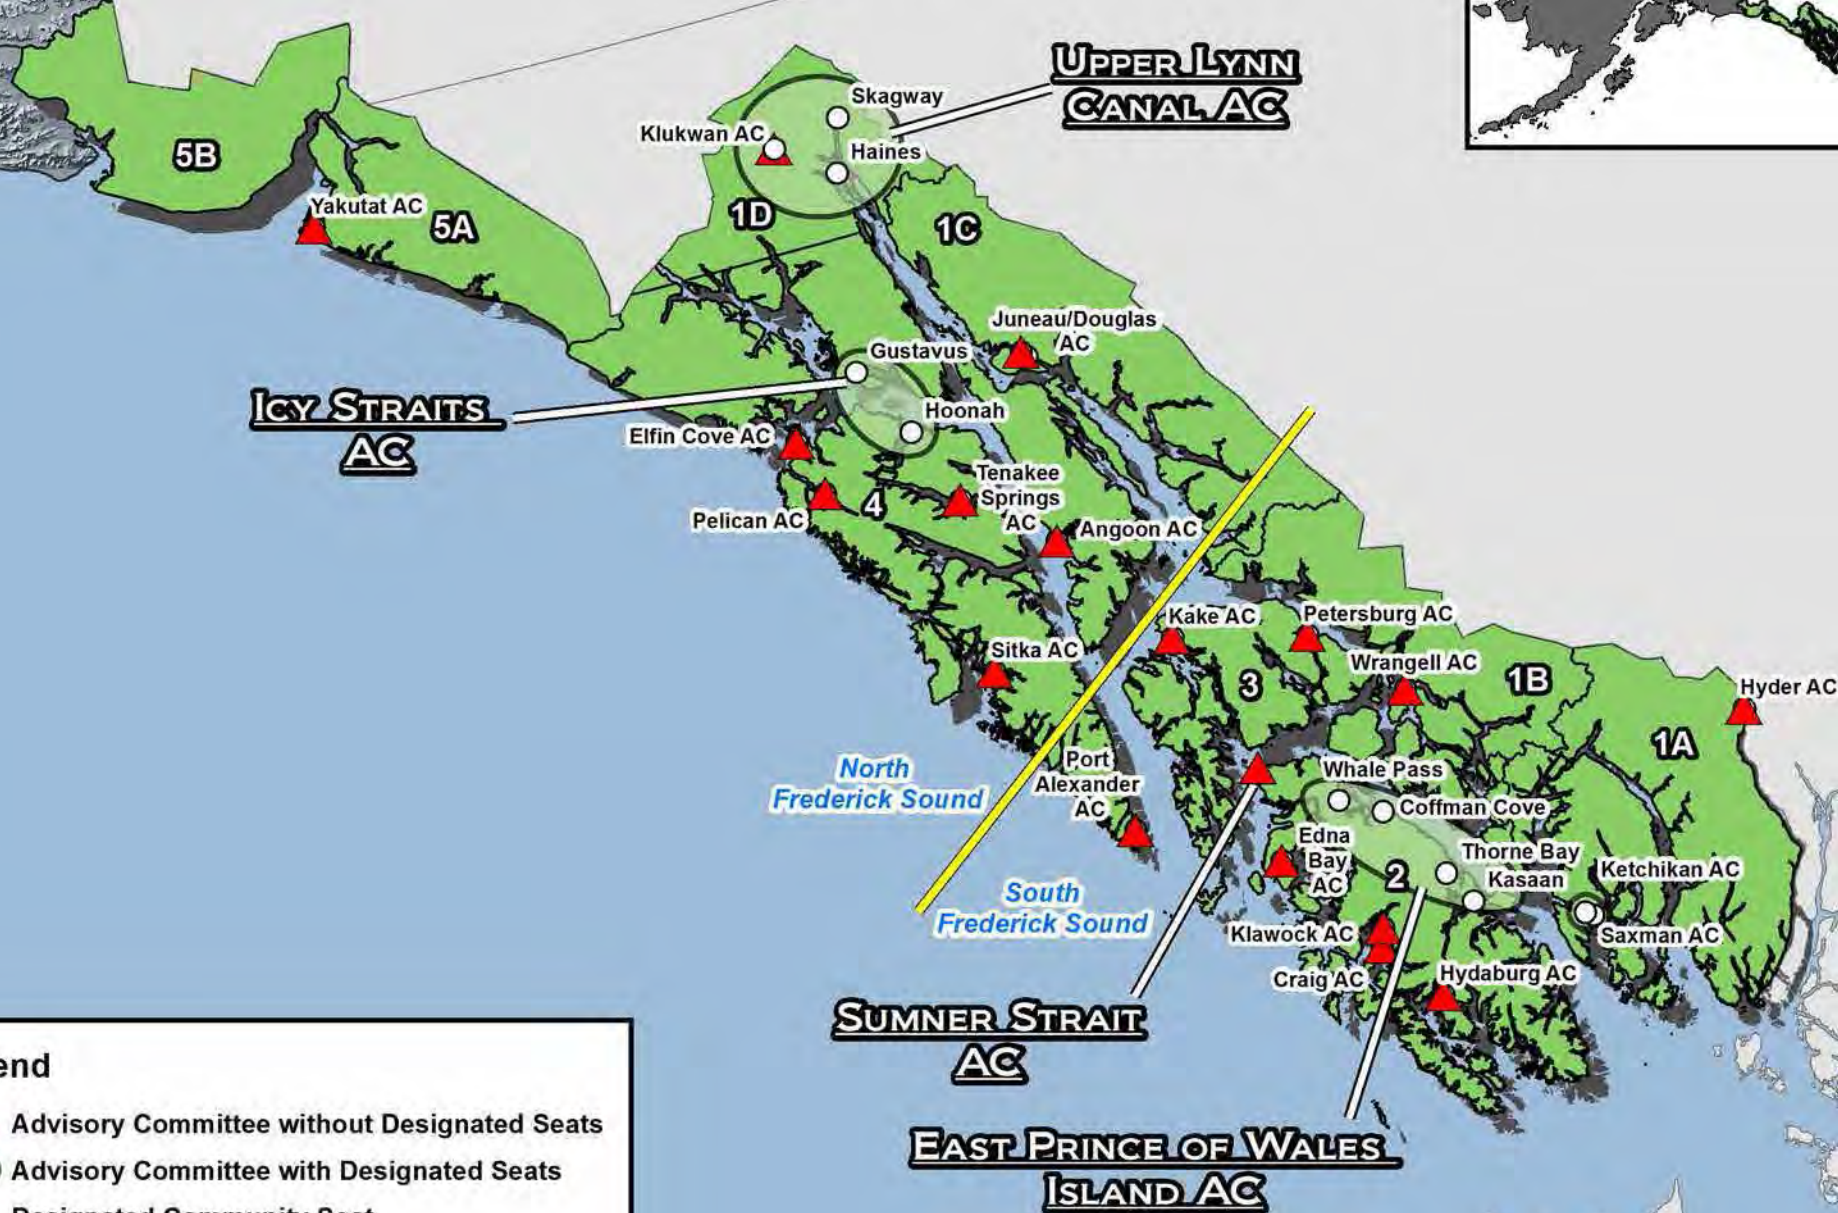 UPPER LYNN
CANAL AC
Skagway
Klukwan AC
Haines
5B
Yakutat AC
5A
1D
1C
Juneau/Douglas
AC
Gustavus
ICY STRAITS
AC
Hoonah
Elfin Cove AC
Tenakee
Springs
AC
4
Pelican AC
Angoon AC
Kake AC
Petersburg AC
Sitka AC
Wrangell AC
3
1B
Hyder AC
1A
North
Frederick Sound
Port
Alexander
AC
Whale Pass
Coffman Cove
Edna
Bay
AC
Thorne Bay
2
Kasaan
Ketchikan AC
South
Frederick Sound
Klawock AC
Saxman AC
Craig AC
Hydaburg AC
SUMNER STRAIT
AC
EAST PRINCE OF WALES
ISLAND AC
end
Advisory Committee without Designated Seats
Advisory Committee with Designated Seats
Designated Community Seat